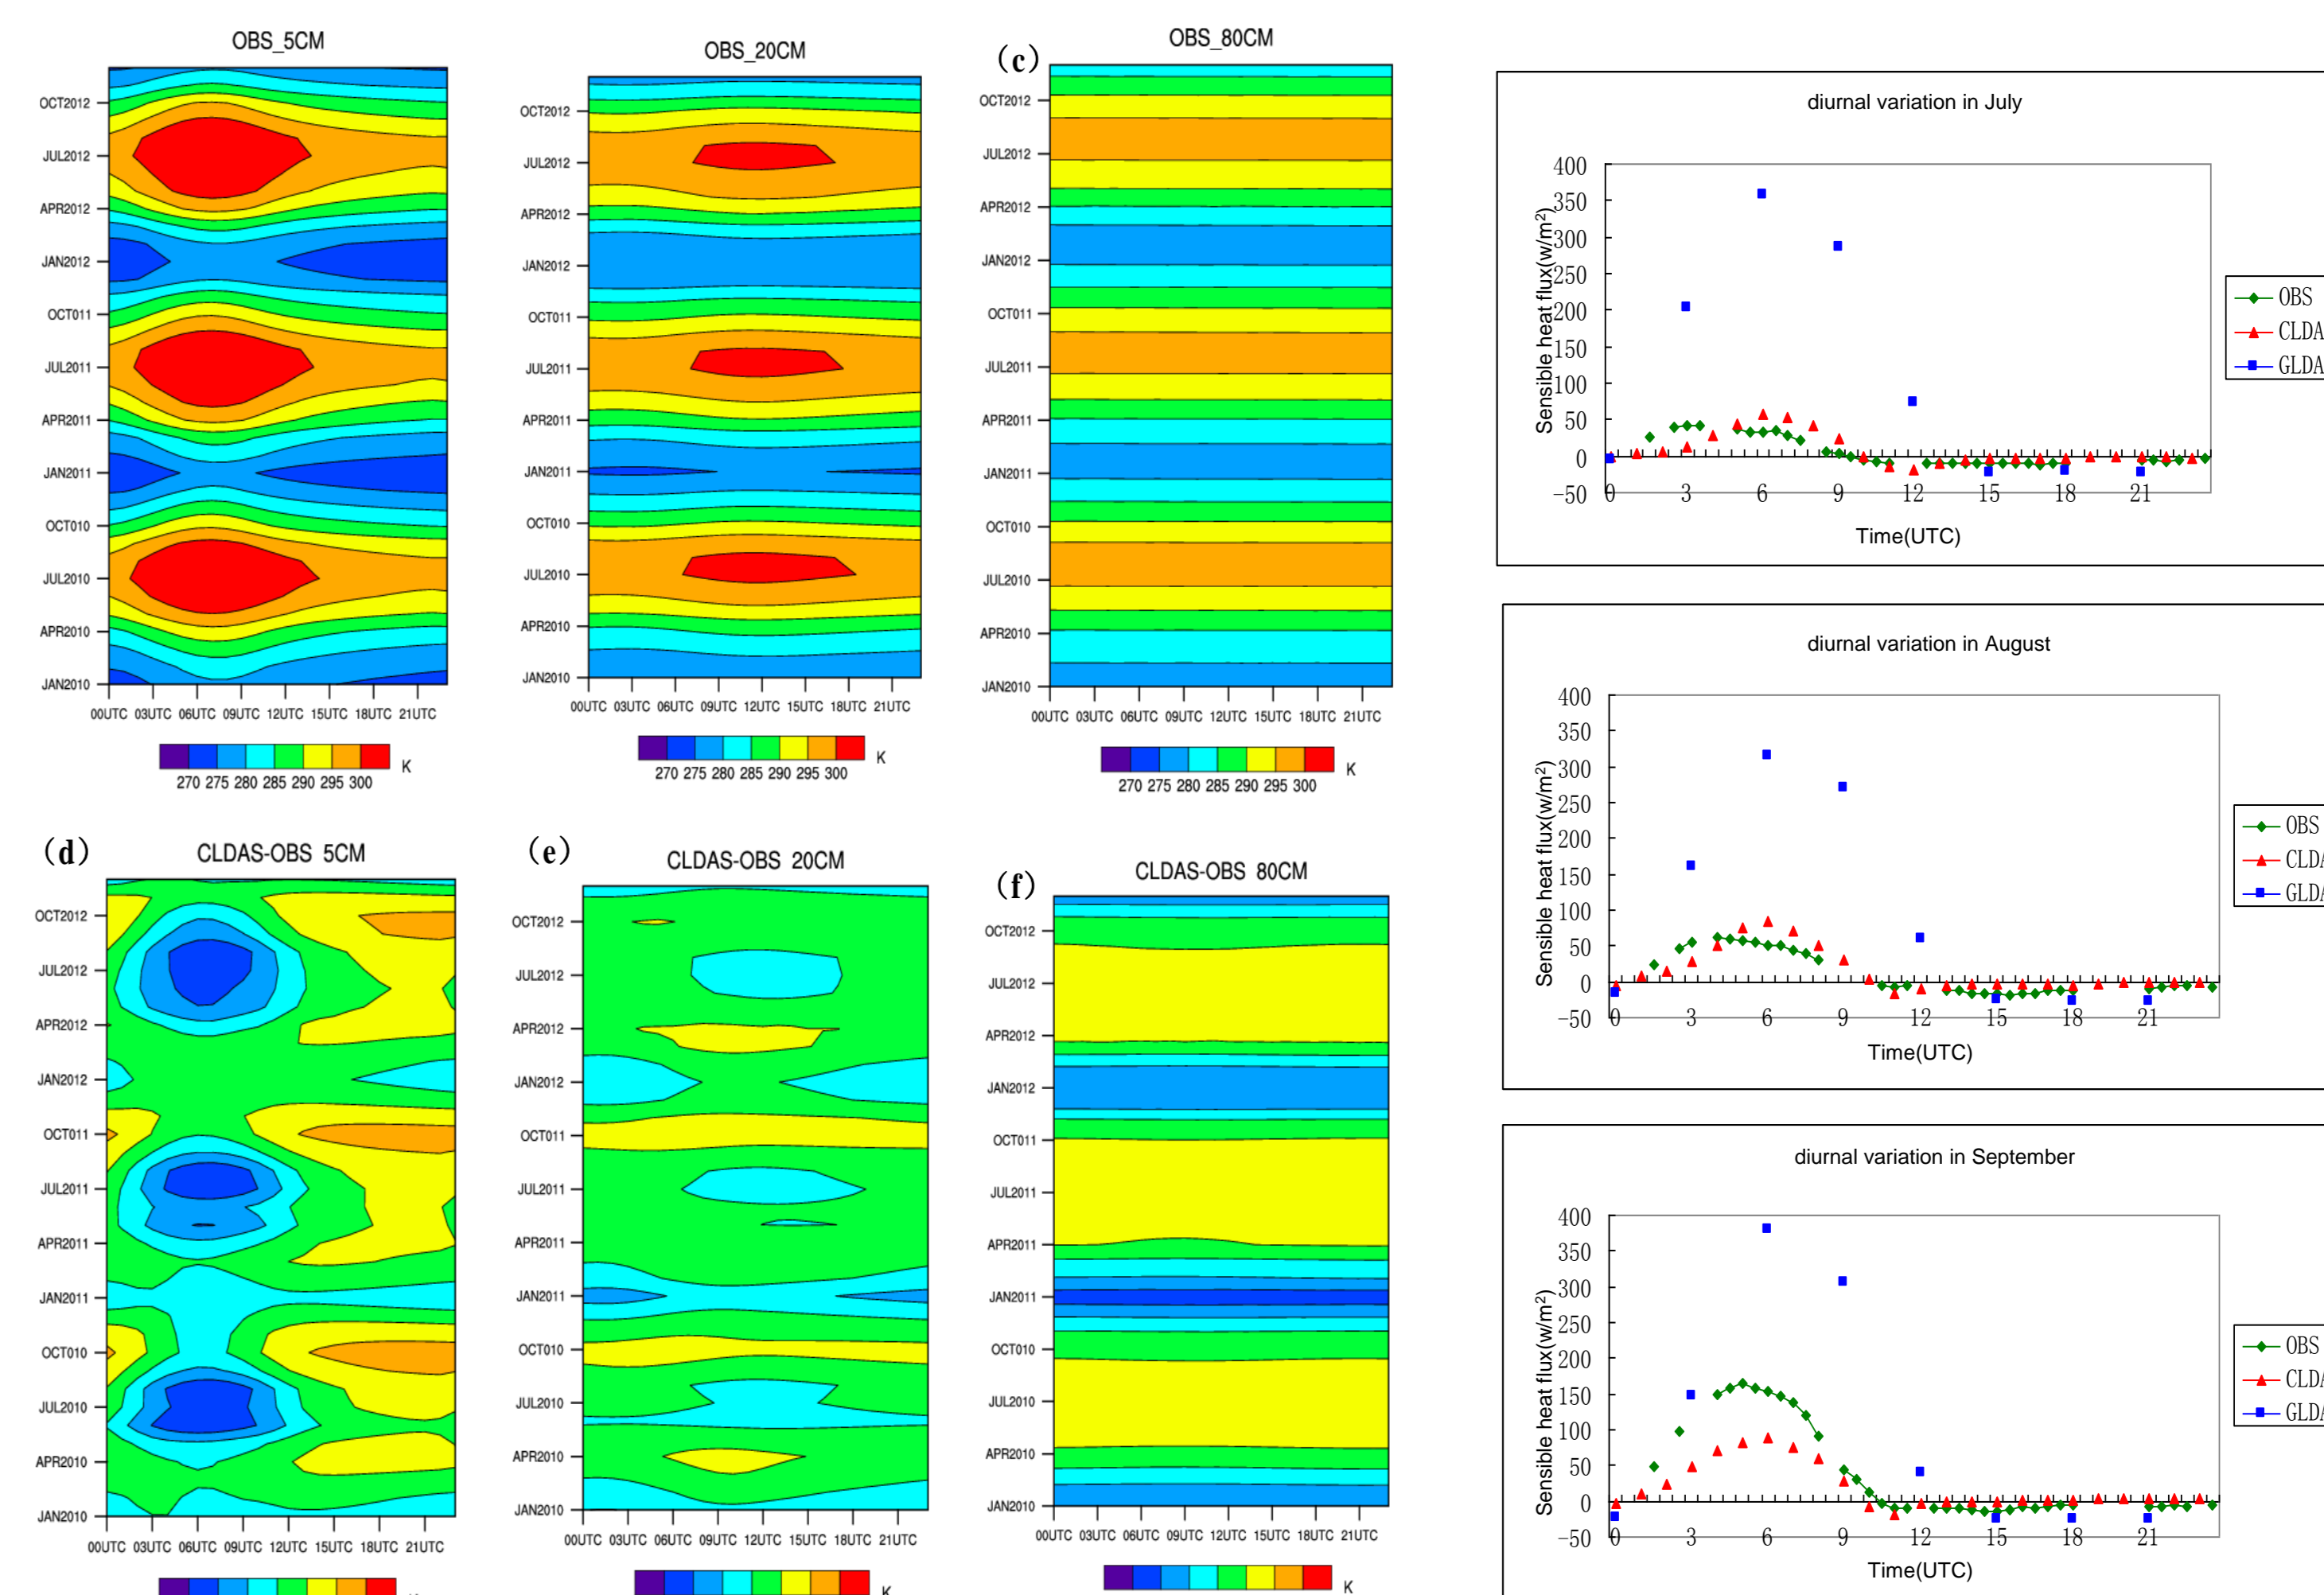 OBS_5CM
OCT2012
JUL2012
APR2012
JAN2012
OCT011
JUL2011
APR2011
JAN2011
OCT010
JUL2010
APR2010
JAN2010
00UTC 03UTC 06UTC 09UTC 12UTC 15UTC 18UTC 21UTC
270 275 280 285 290 295 300 K
OBS_20CM
OCT2012
JUL2012
APR2012
JAN2012
OCT011
JUL2011
APR2011
JAN2011
OCT010
JUL2010
APR2010
JAN2010
00UTC 03UTC 06UTC 09UTC 12UTC 15UTC 18UTC 21UTC
270 275 280 285 290 295 300 K
(c)
OBS_80CM
OCT2012
JUL2012
APR2012
JAN2012
OCT011
JUL2011
APR2011
JAN2011
OCT010
JUL2010
APR2010
JAN2010
00UTC 03UTC 06UTC 09UTC 12UTC 15UTC 18UTC 21UTC
270 275 280 285 290 295 300 K
(d)
CLDAS-OBS 5CM
OCT2012
JUL2012
APR2012
JAN2012
OCT011
JUL2011
APR2011
JAN2011
OCT010
JUL2010
APR2010
JAN2010
00UTC 03UTC 06UTC 09UTC 12UTC 15UTC 18UTC 21UTC
(e)
CLDAS-OBS 20CM
OCT2012
JUL2012
APR2012
JAN2012
OCT011
JUL2011
APR2011
JAN2011
OCT010
JUL2010
APR2010
JAN2010
00UTC 03UTC 06UTC 09UTC 12UTC 15UTC 18UTC 21UTC
K
(f)
CLDAS-OBS 80CM
OCT2012
JUL2012
APR2012
JAN2012
OCT011
JUL2011
APR2011
JAN2011
OCT010
JUL2010
APR2010
JAN2010
00UTC 03UTC 06UTC 09UTC 12UTC 15UTC 18UTC 21UTC
K
diurnal variation in July
Sensible heat flux(w/m²)
400
350
300
250
200
150
100
50
0
-50
0 3 6 9 12 15 18 21
Time(UTC)
OBS
CLDA
GLDA
diurnal variation in August
Sensible heat flux(w/m²)
400
350
300
250
200
150
100
50
0
-50
0 3 6 9 12 15 18 21
Time(UTC)
OBS
CLDA
GLDA
diurnal variation in September
Sensible heat flux(w/m²)
400
350
300
250
200
150
100
50
0
-50
0 3 6 9 12 15 18 21
Time(UTC)
OBS
CLDA
GLDA